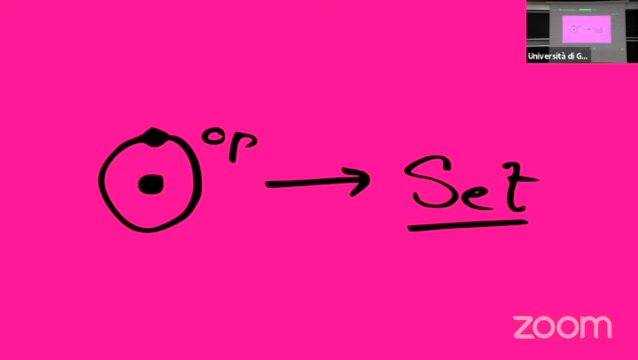 Università di G...
op → Set
zoom